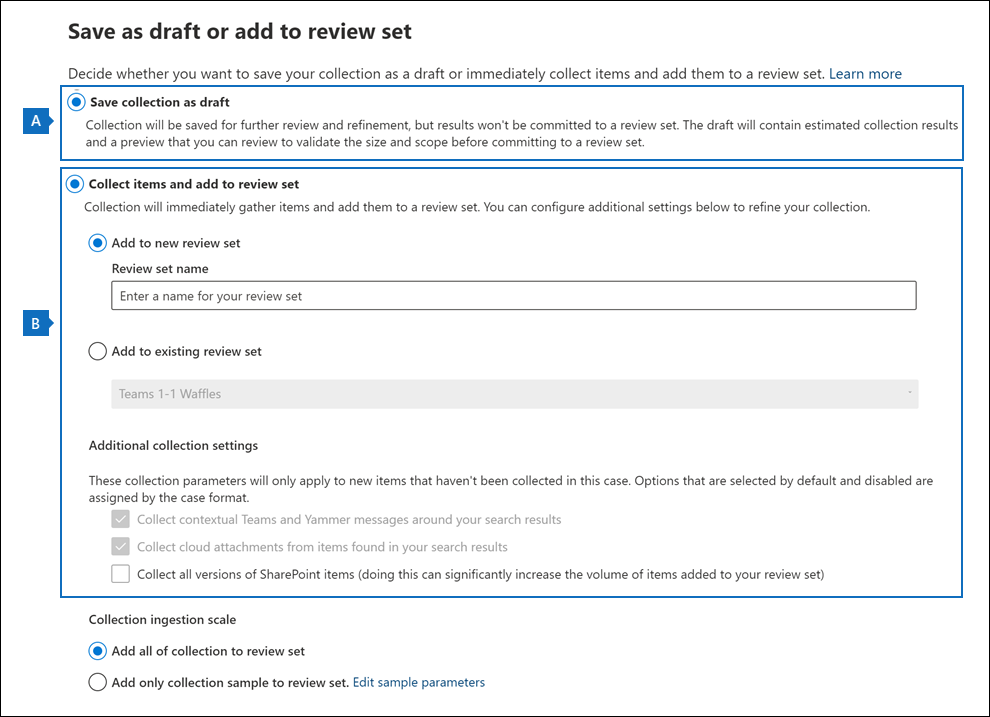 Save as draft or add to review set
Decide whether you want to save your collection as a draft or immediately collect items and add them to a review set. Learn more
A
Save collection as draft
Collection will be saved for further review and refinement, but results won't be committed to a review set. The draft will contain estimated collection results
and a preview that you can review to validate the size and scope before committing to a review set.
Collect items and add to review set
Collection will immediately gather items and add them to a review set. You can configure additional settings below to refine your collection.
Add to new review set
Review set name
Enter a name for your review set
B
Add to existing review set
Teams 1-1 Waffles
Additional collection settings
These collection parameters will only apply to new items that haven't been collected in this case. Options that are selected by default and disabled are
assigned by the case format.
Collect contextual Teams and Yammer messages around your search results
Collect cloud attachments from items found in your search results
Collect all versions of SharePoint items (doing this can significantly increase the volume of items added to your review set)
Collection ingestion scale
Add all of collection to review set
Add only collection sample to review set. Edit sample parameters